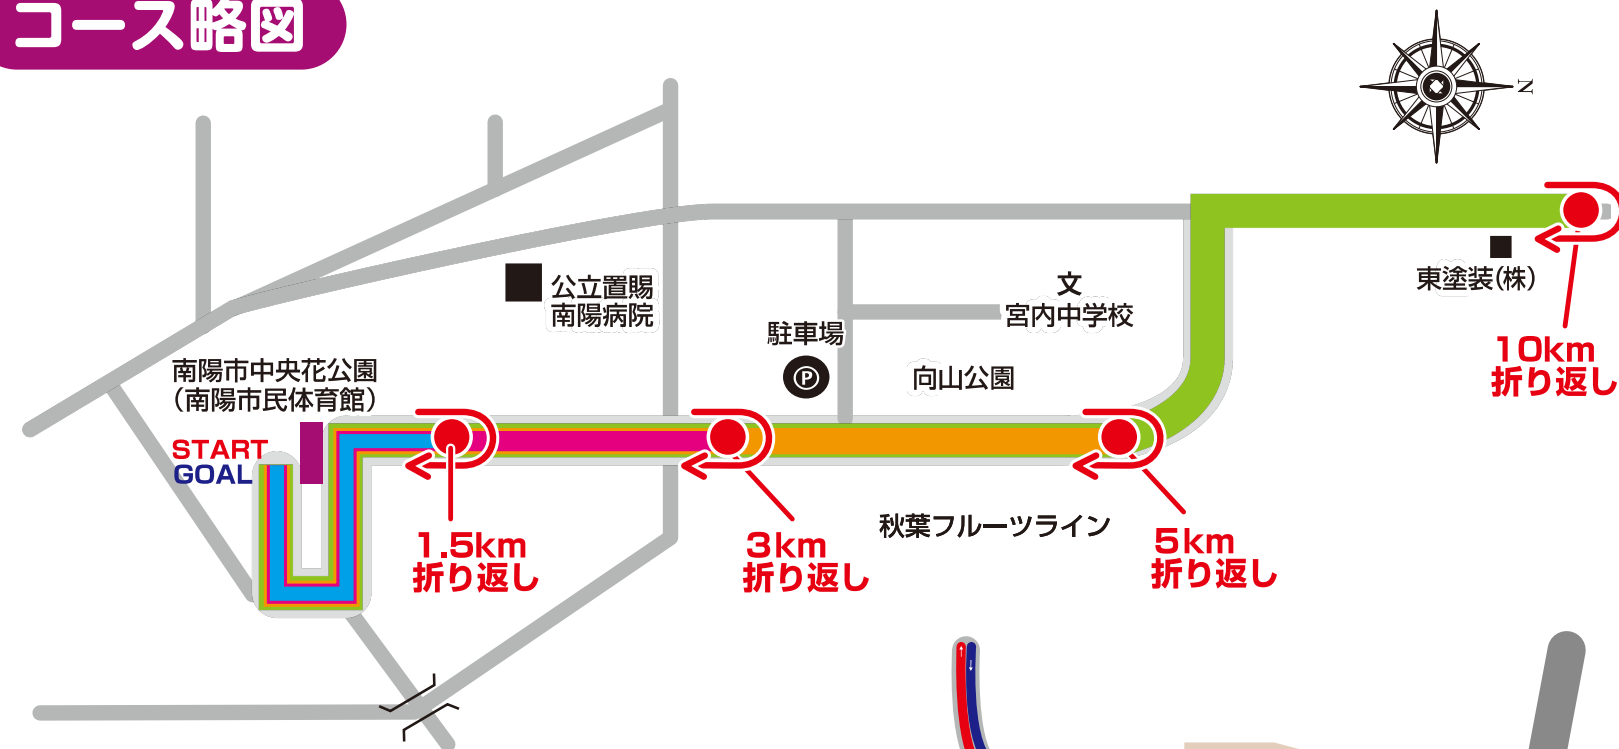 コース略図
N
公立置賜
南陽病院
文
宮内中学校
東塗装(株)
駐車場
P
向山公園
10km
折り返し
南陽市中央花公園
（南陽市民体育館）
START
GOAL
秋葉フルーツライン
1.5km
折り返し
3km
折り返し
5km
折り返し